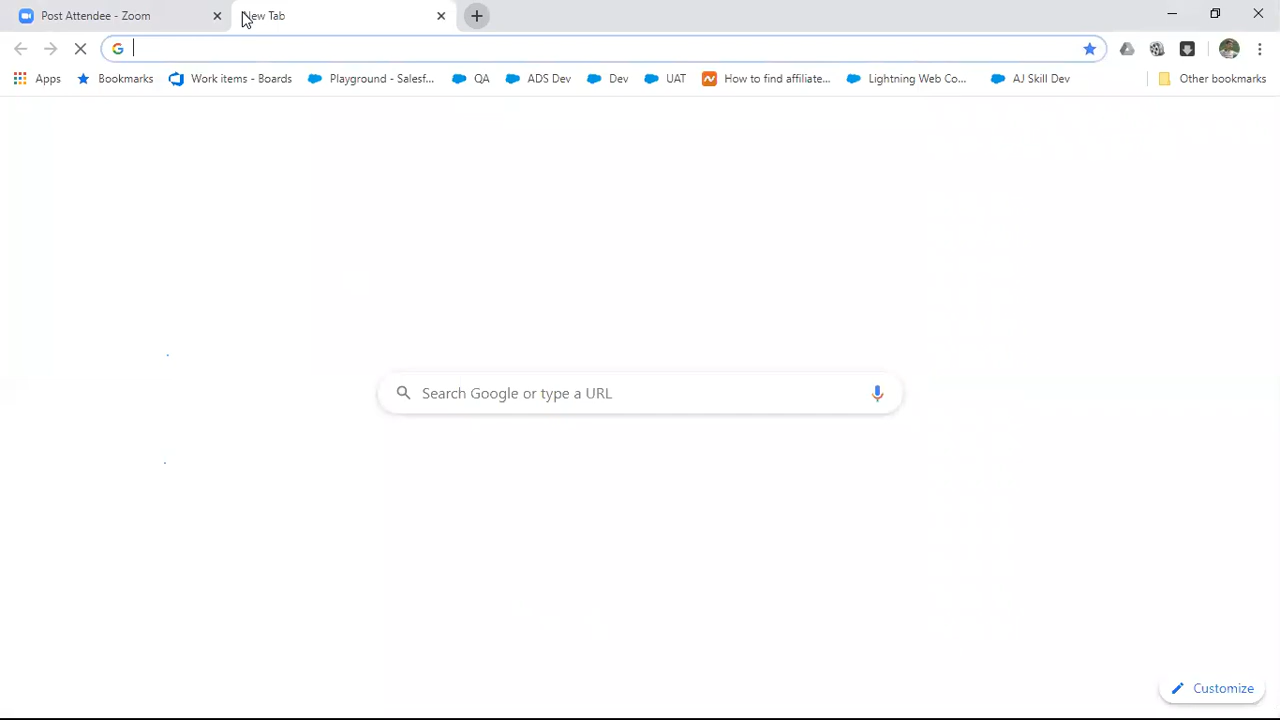 Post Attendee - Zoom
New Tab
Apps Bookmarks Work items - Boards Playground - Salesf... QA ADS Dev Dev UAT How to find affiliate... Lightning Web Co... AJ Skill Dev Other bookmarks
Search Google or type a URL
Customize